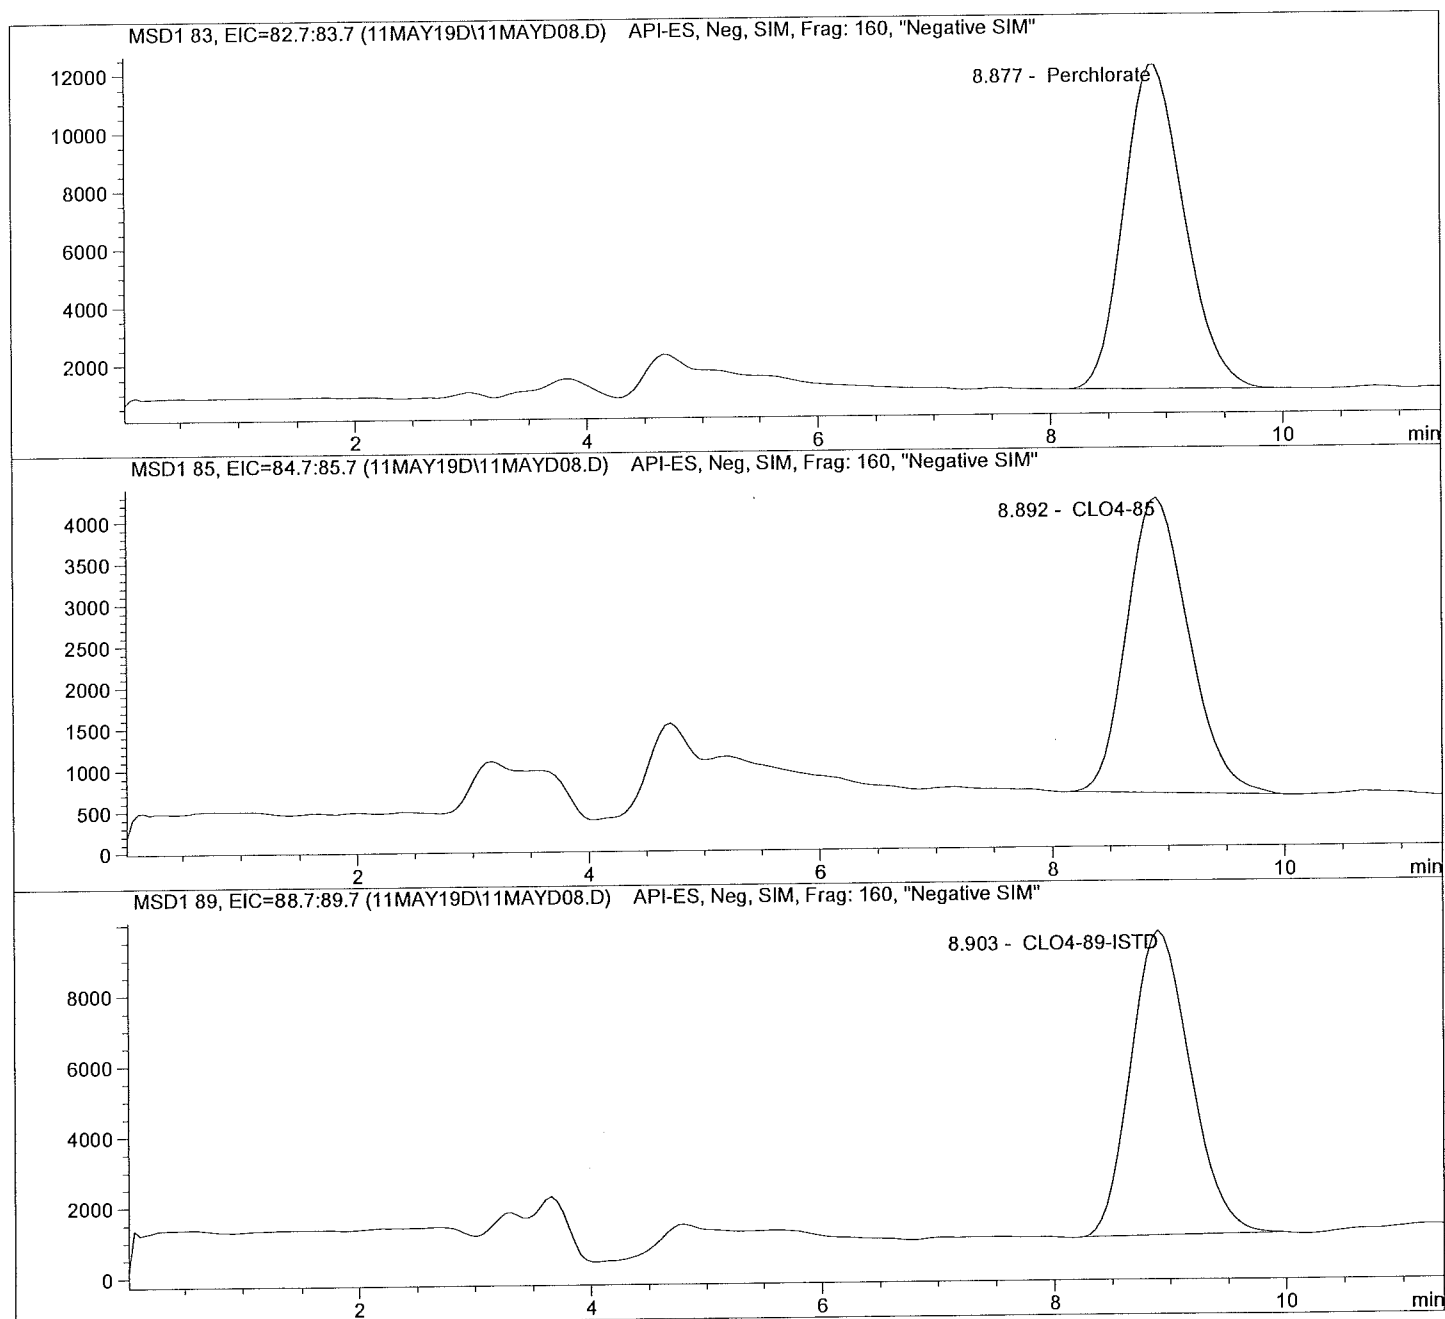 MSD1 83, EIC=82.7:83.7 (11MAY19D\11MAYD08.D) API-ES, Neg, SIM, Frag: 160, "Negative SIM"
8.877 - Perchlorate
12000
10000
8000
6000
4000
2000
2 4 6 8 10 min
MSD1 85, EIC=84.7:85.7 (11MAY19D\11MAYD08.D) API-ES, Neg, SIM, Frag: 160, "Negative SIM"
8.892 - CLO4-85
4000
3500
3000
2500
2000
1500
1000
500
0
2 4 6 8 10 min
MSD1 89, EIC=88.7:89.7 (11MAY19D\11MAYD08.D) API-ES, Neg, SIM, Frag: 160, "Negative SIM"
8.903 - CLO4-89-ISTD
8000
6000
4000
2000
0
2 4 6 8 10 min